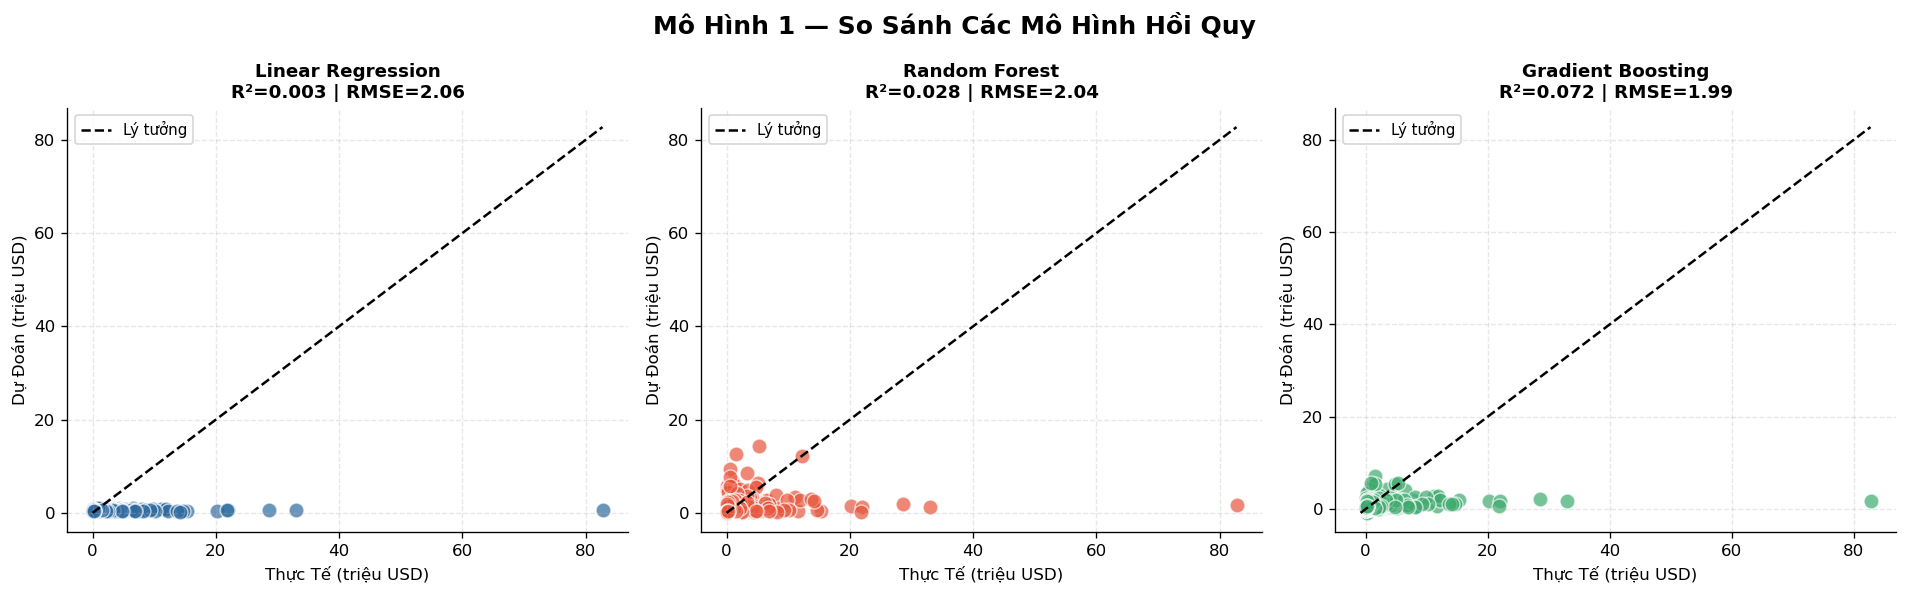 Mô Hình 1 — So Sánh Các Mô Hình Hồi Quy
Linear Regression
R²=0.003 | RMSE=2.06
Lý tưởng
80
60
40
20
0
Dự Đoán (triệu USD)
0 20 40 60 80
Thực Tế (triệu USD)
Random Forest
R²=0.028 | RMSE=2.04
Lý tưởng
80
60
40
20
0
Dự Đoán (triệu USD)
0 20 40 60 80
Thực Tế (triệu USD)
Gradient Boosting
R²=0.072 | RMSE=1.99
Lý tưởng
80
60
40
20
0
Dự Đoán (triệu USD)
0 20 40 60 80
Thực Tế (triệu USD)